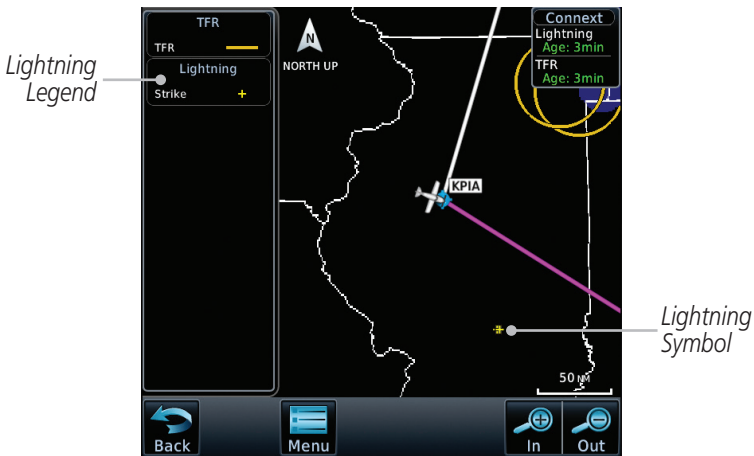 Lightning
Legend
TFR
TFR
Lightning
Strike
N
NORTH UP
Connext
Lightning
Age: 3min
TFR
Age: 3min
KPIA
Lightning
Symbol
50 NM
Back
Menu
In
Out